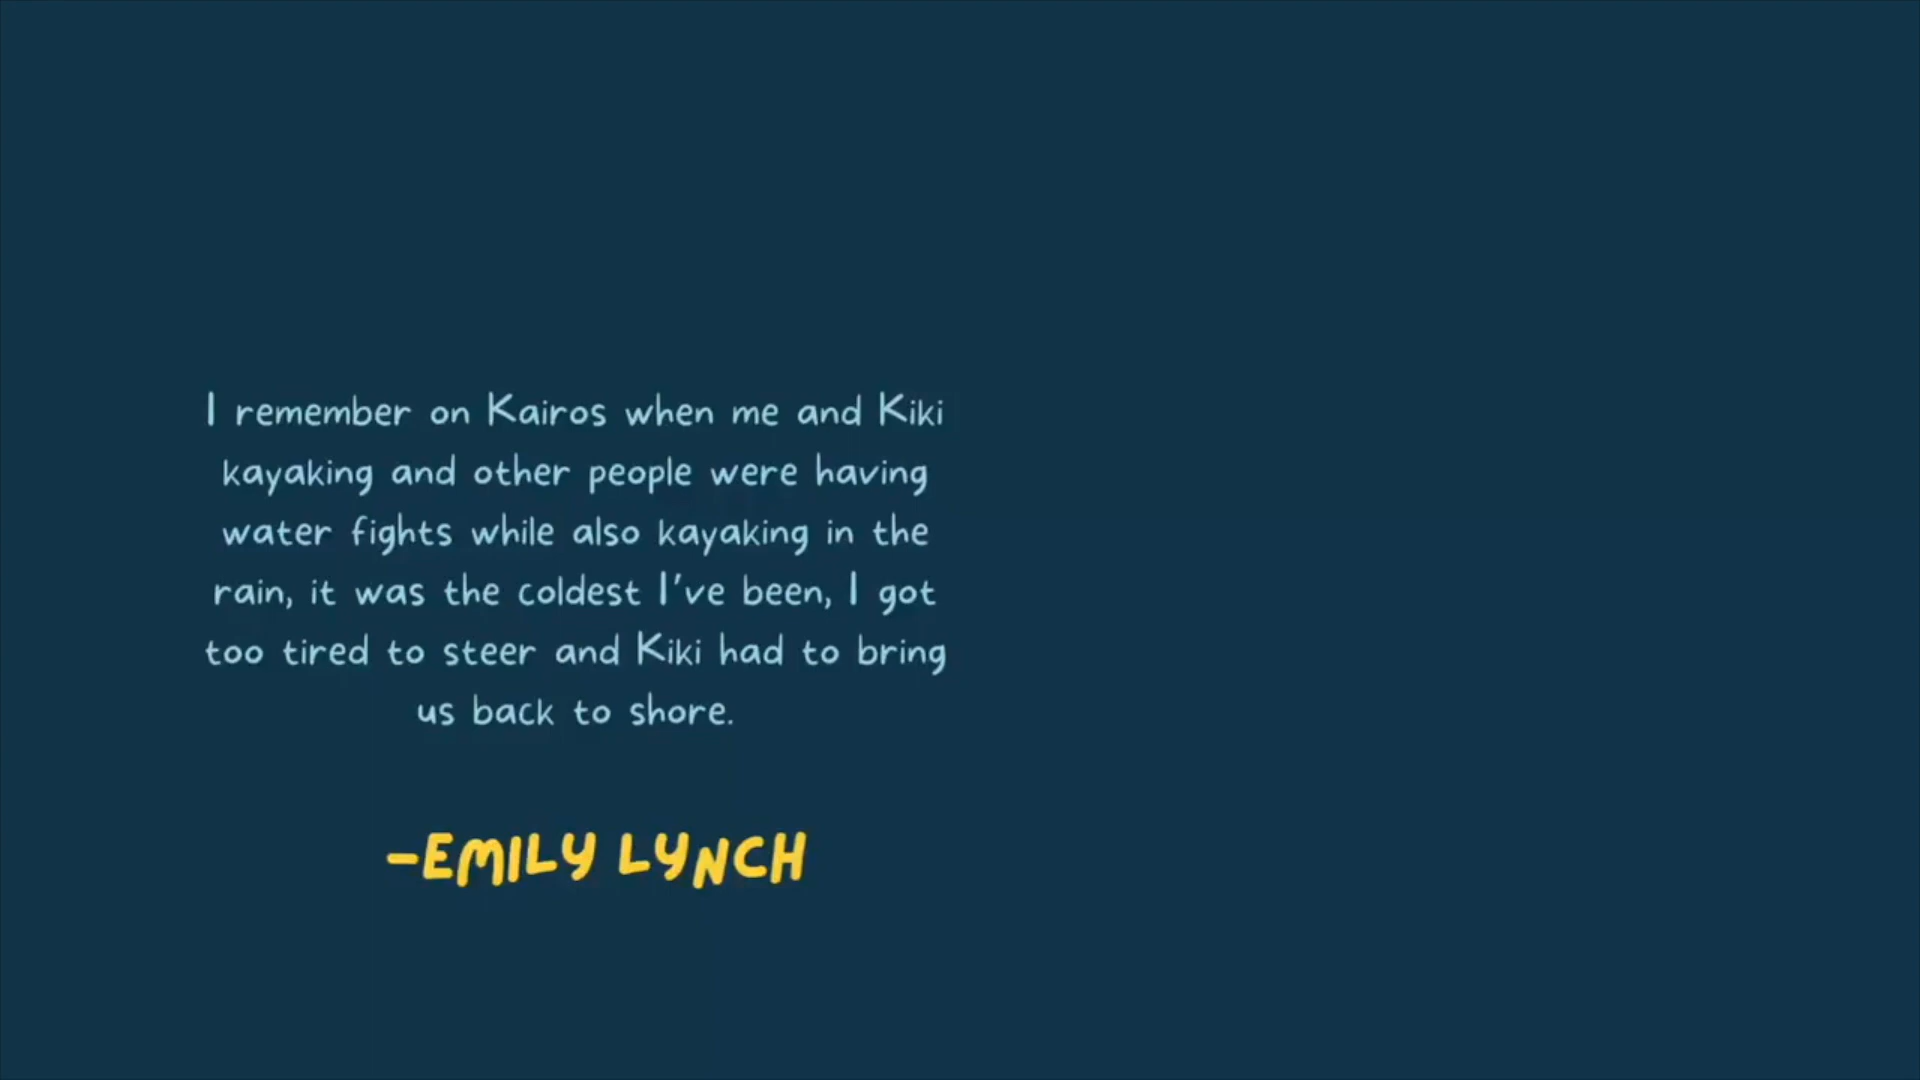 I remember on Kairos when me and Kiki
kayaking and other people were having
water fights while also kayaking in the
rain, it was the coldest I've been, I got
too tired to steer and Kiki had to bring
us back to shore.
-EMILY LYNCH